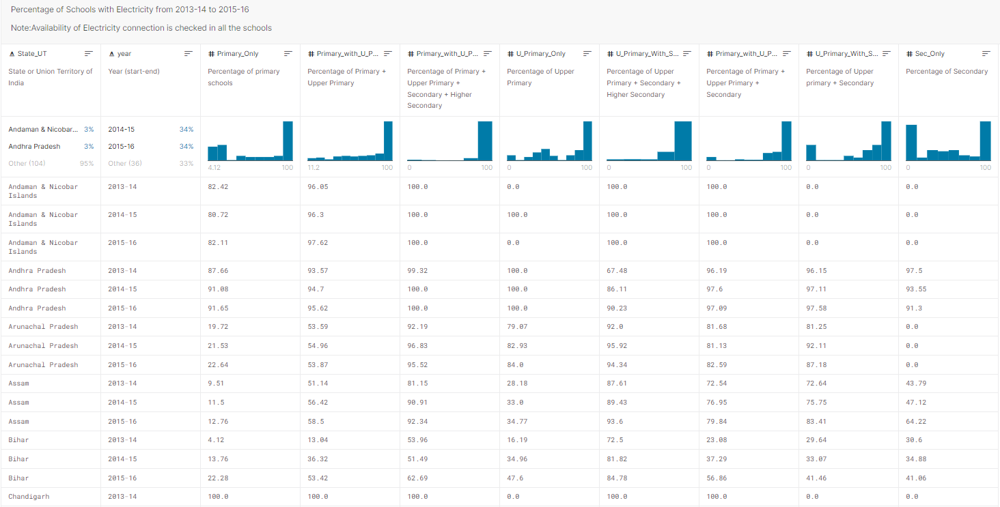 Percentage of Schools with Electricity from 2013-14 to 2015-16
Note:Availability of Electricity connection is checked in all the schools
State_UT year Primary_Only Primary_with_U_P... Primary_with_U_P... U_Primary_Only U_Primary_With_S... Primary_with_U_P... U_Primary_With_S... Sec_Only
State or Union Territory of India
Year (start-end)
Percentage of primary schools
Percentage of Primary + Upper Primary
Percentage of Primary + Upper Primary + Secondary + Higher Secondary
Percentage of Upper Primary
Percentage of Upper Primary + Secondary + Higher Secondary
Percentage of Primary + Upper Primary + Secondary
Percentage of Upper primary + Secondary
Percentage of Secondary
Andaman & Nicobar... 3% 2014-15 34%
Andhra Pradesh 3% 2015-16 34%
Other (104) 95% Other (36) 33% 4.12 100 11.2 100 0 100 0 100 0 100 0 100 0 100 0 100
Andaman & Nicobar Islands 2013-14 82.42 96.05 100.0 0.0 100.0 100.0 0.0 0.0
Andaman & Nicobar Islands 2014-15 80.72 96.3 100.0 100.0 100.0 100.0 0.0 0.0
Andaman & Nicobar Islands 2015-16 82.11 97.62 100.0 0.0 100.0 100.0 0.0 0.0
Andhra Pradesh 2013-14 87.66 93.57 99.32 100.0 67.48 96.19 96.15 97.5
Andhra Pradesh 2014-15 91.08 94.7 100.0 100.0 86.11 97.6 97.11 93.55
Andhra Pradesh 2015-16 91.65 95.62 100.0 100.0 90.23 97.09 97.58 91.3
Arunachal Pradesh 2013-14 19.72 53.59 92.19 79.07 92.0 81.68 81.25 0.0
Arunachal Pradesh 2014-15 21.53 54.96 96.83 82.93 95.92 81.13 92.11 0.0
Arunachal Pradesh 2015-16 22.64 53.87 95.52 84.0 94.34 82.59 87.18 0.0
Assam 2013-14 9.51 51.14 81.15 28.18 87.61 72.54 72.64 43.79
Assam 2014-15 11.5 56.42 90.91 33.0 89.43 76.95 75.75 47.12
Assam 2015-16 12.76 58.5 92.34 34.77 93.6 79.84 83.41 64.22
Bihar 2013-14 4.12 13.04 53.96 16.19 72.5 23.08 29.64 30.6
Bihar 2014-15 13.76 36.32 51.49 34.96 81.82 37.29 33.07 34.88
Bihar 2015-16 22.28 53.42 62.69 47.6 84.78 56.86 41.46 41.06
Chandigarh 2013-14 100.0 100.0 100.0 0.0 100.0 100.0 0.0 0.0